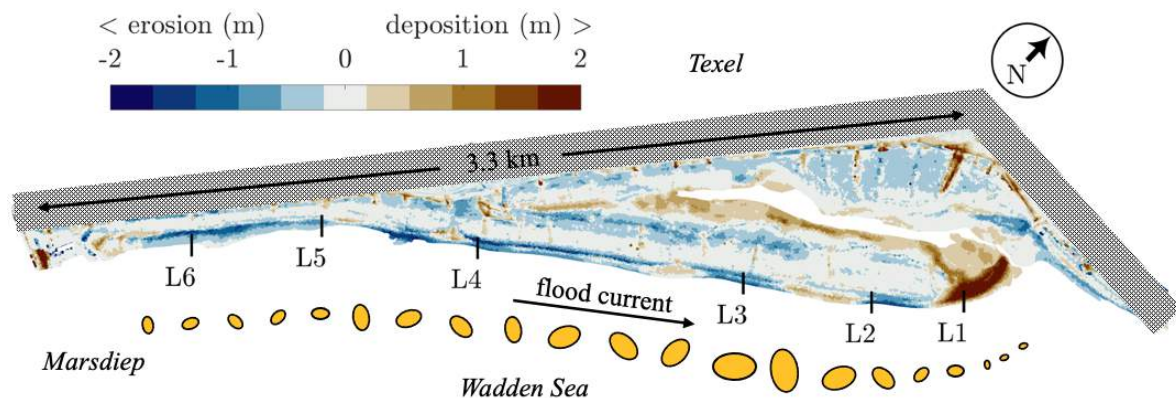 < erosion (m) deposition (m) >
-2 -1 0 1 2
Texel
N
3.3 km
L6
L5
L4
L3
L2
L1
flood current
Marsdiep
Wadden Sea